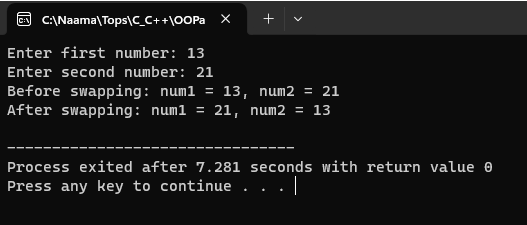 C:\Naama\Tops\C_C++\OOPa
Enter first number: 13
Enter second number: 21
Before swapping: num1 = 13, num2 = 21
After swapping: num1 = 21, num2 = 13
--------------------------------
Process exited after 7.281 seconds with return value 0
Press any key to continue . . .